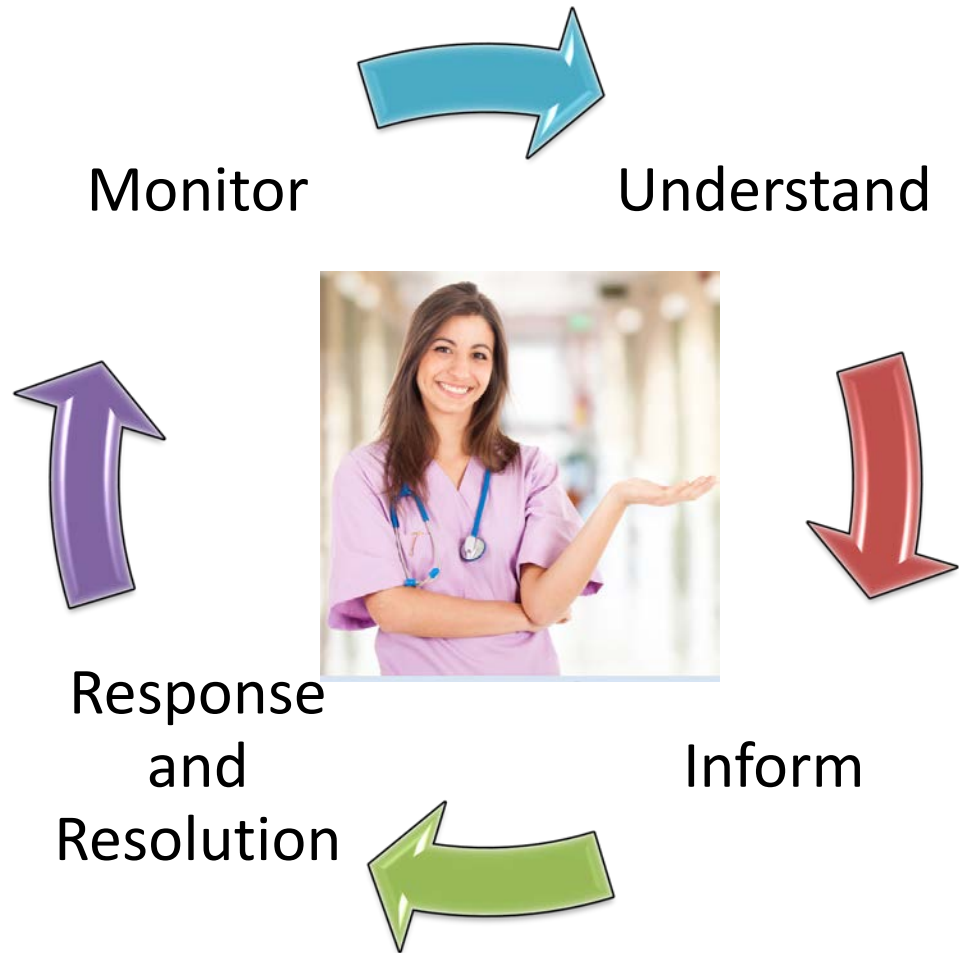 Monitor
Understand
Response
and
Resolution
Inform